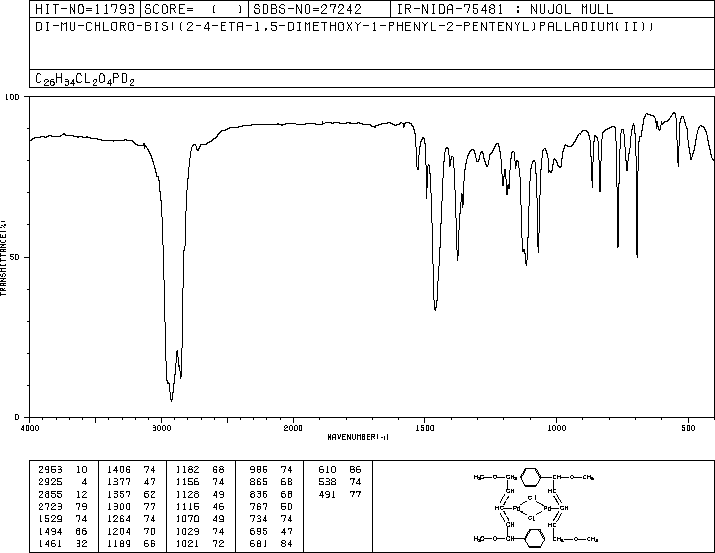 HIT-NO=11793 SCORE= ( ) SDBS-NO=27242 IR-NIDA-75481 : NUJOL MULL
DI-MU-CHLORO-BIS((2-4-ETA-1,5-DIMETHOXY-1-PHENYL-2-PENTENYL)PALLADIUM(II))
C26H34CL2O4PD2
100
50
0
TRANSMITTANCE(%)
4000 3000 2000 1500 1000 500
WAVENUMBER(-1)
2953 10 1406 74 1182 68 986 74 610 86
2925 4 1377 47 1156 74 865 68 538 74
2855 12 1357 62 1128 49 836 68 491 77
2723 79 1300 77 1115 46 767 50
1529 74 1264 74 1070 49 734 74
1494 66 1204 70 1029 74 695 47
1461 32 1189 66 1021 72 681 84
H3C O CH2 CH O CH3
CH CH
HC Pd Cl Pd CH
Cl
CH CH
H3C O CH CH2 O CH3